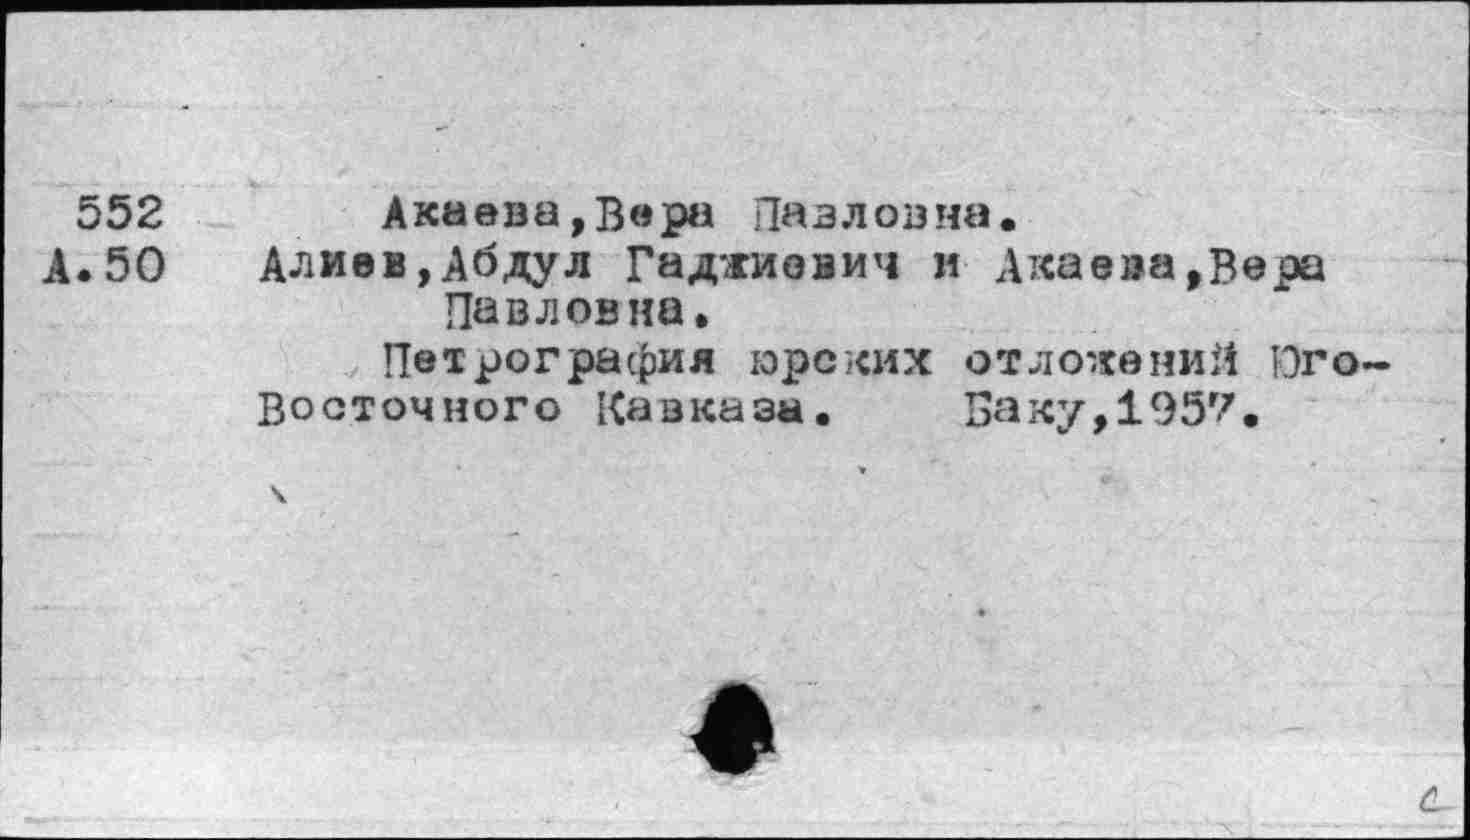 552 Акаева,Вера Павловна.
А.50 Алиев,Абдул Гаджиевич и Акаева,Вера
Павловна.
Петрография юрских отложений Юго-
Восточного Кавказа. Баку,1957.
с